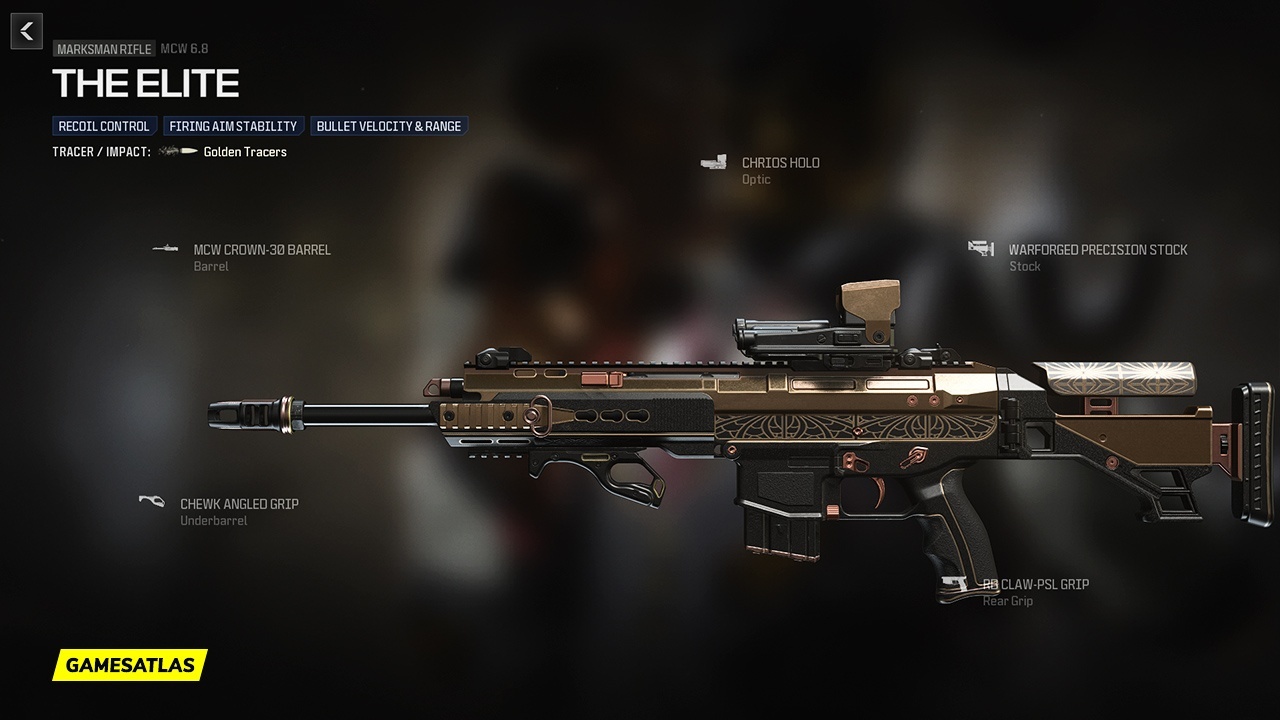 MARKSMAN RIFLE MCW 6.8
THE ELITE
RECOIL CONTROL FIRING AIM STABILITY BULLET VELOCITY & RANGE
TRACER / IMPACT: Golden Tracers
CHRIOS HOLO
Optic
MCW CROWN-30 BARREL
Barrel
WARFORGED PRECISION STOCK
Stock
CHEWK ANGLED GRIP
Underbarrel
RB CLAW-PSL GRIP
Rear Grip
GAMESATLAS